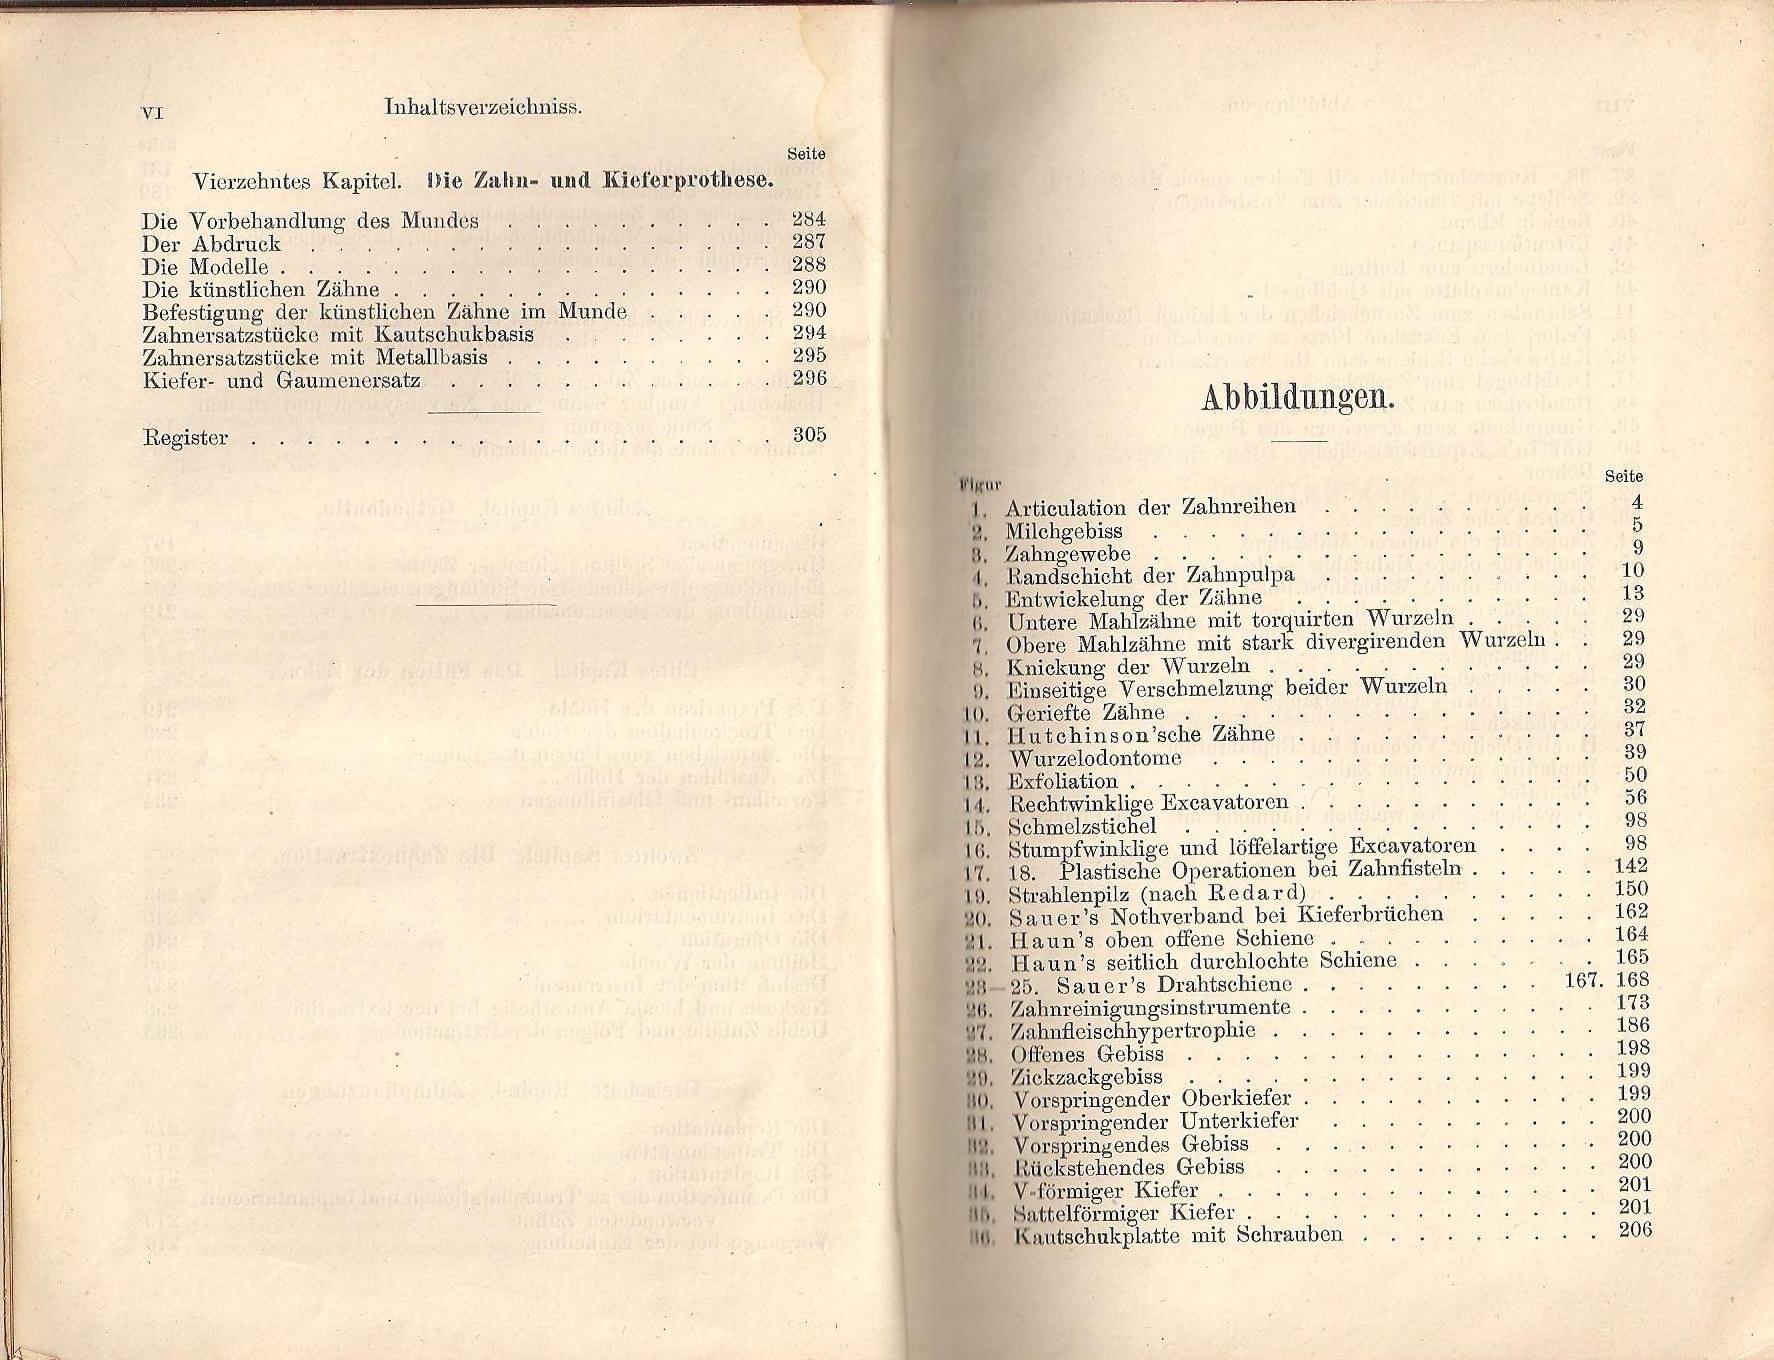 VI
Inhaltsverzeichniss.
Seite
Vierzehntes Kapitel. Die Zahn- und Kieferprothese.
Die Vorbehandlung des Mundes . . . . . . . . . . 284
Der Abdruck . . . . . . . . . . . . . . . . . 287
Die Modelle . . . . . . . . . . . . . . . . . . 288
Die künstlichen Zähne . . . . . . . . . . . . . . 290
Befestigung der künstlichen Zähne im Munde . . . . . 290
Zahnersatzstücke mit Kautschukbasis . . . . . . . . 294
Zahnersatzstücke mit Metallbasis . . . . . . . . . . 295
Kiefer- und Gaumenersatz . . . . . . . . . . . . 296
Register . . . . . . . . . . . . . . . . . . . 305
Abbildungen.
Figur Seite
1. Articulation der Zahnreihen . . . . . . . . . . 4
2. Milchgebiss . . . . . . . . . . . . . . . . 5
3. Zahngewebe . . . . . . . . . . . . . . . . 9
4. Randschicht der Zahnpulpa . . . . . . . . . . 10
5. Entwickelung der Zähne . . . . . . . . . . . 13
6. Untere Mahlzähne mit torquirten Wurzeln . . . . . 29
7. Obere Mahlzähne mit stark divergirenden Wurzeln . . 29
8. Knickung der Wurzeln . . . . . . . . . . . . 29
9. Einseitige Verschmelzung beider Wurzeln . . . . . 30
10. Geriefte Zähne . . . . . . . . . . . . . . . 32
11. Hutchinson'sche Zähne . . . . . . . . . . . 37
12. Wurzelodontome . . . . . . . . . . . . . . 39
13. Exfoliation . . . . . . . . . . . . . . . . . 50
14. Rechtwinklige Excavatoren . . . . . . . . . . . 56
15. Schmelzstichel . . . . . . . . . . . . . . . 98
16. Stumpfwinklige und löffelartige Excavatoren . . . . 98
17. 18. Plastische Operationen bei Zahnfisteln . . . . . 142
19. Strahlenpilz (nach Redard) . . . . . . . . . . 150
20. Sauer's Nothverband bei Kieferbrüchen . . . . . 162
21. Haun's oben offene Schiene . . . . . . . . . . 164
22. Haun's seitlich durchlochte Schiene . . . . . . . 165
23—25. Sauer's Drahtschiene . . . . . . . . . 167. 168
26. Zahnreinigungsinstrumente . . . . . . . . . . . 173
27. Zahnfleischhypertrophie . . . . . . . . . . . . 186
28. Offenes Gebiss . . . . . . . . . . . . . . . 198
29. Zickzackgebiss . . . . . . . . . . . . . . . 199
30. Vorspringender Oberkiefer . . . . . . . . . . . 199
31. Vorspringender Unterkiefer . . . . . . . . . . 200
32. Vorspringendes Gebiss . . . . . . . . . . . . 200
33. Rückstehendes Gebiss . . . . . . . . . . . . 200
34. V-förmiger Kiefer . . . . . . . . . . . . . . 201
35. Sattelförmiger Kiefer . . . . . . . . . . . . . 201
36. Kautschukplatte mit Schrauben . . . . . . . . . 206